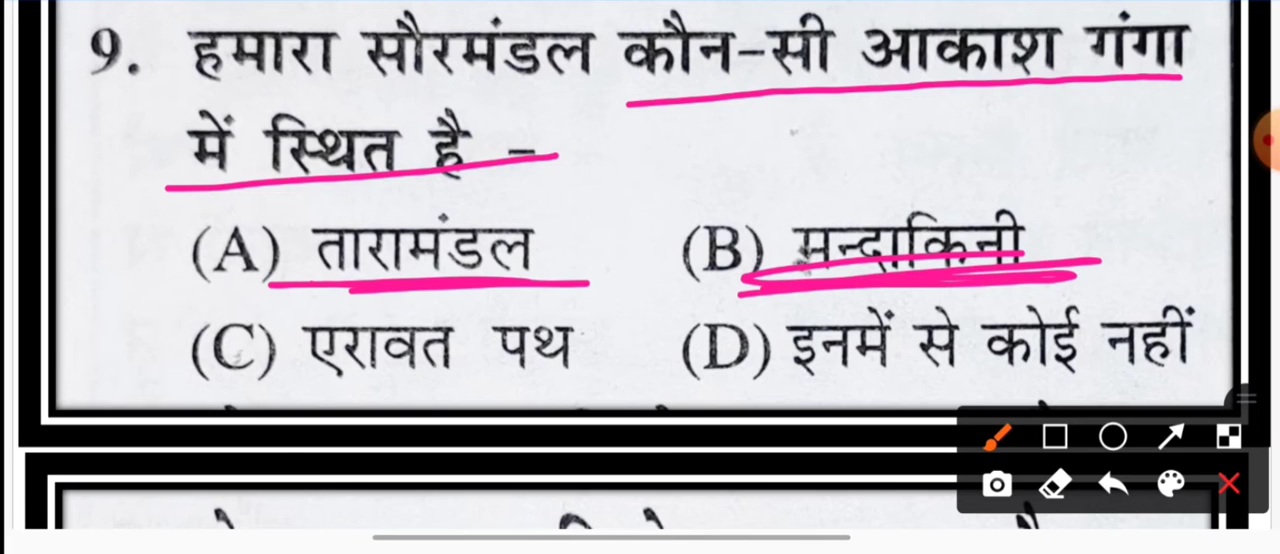 9. हमारा सौरमंडल कौन-सी आकाश गंगा
में स्थित है -
(A) तारामंडल (B) मन्दाकिनी
(C) एरावत पथ (D) इनमें से कोई नहीं